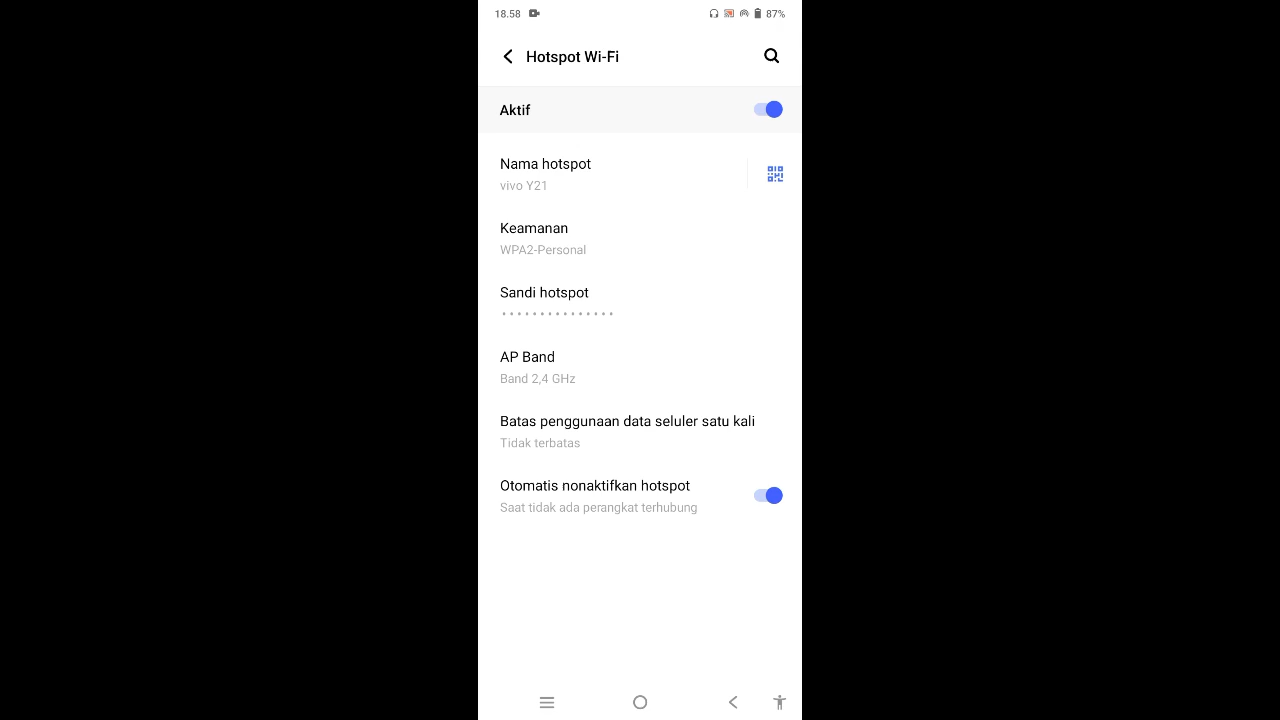 18.58 87%
Hotspot Wi-Fi
Aktif
Nama hotspot
vivo Y21
Keamanan
WPA2-Personal
Sandi hotspot
• • • • • • • • • • • • • • •
AP Band
Band 2,4 GHz
Batas penggunaan data seluler satu kali
Tidak terbatas
Otomatis nonaktifkan hotspot
Saat tidak ada perangkat terhubung